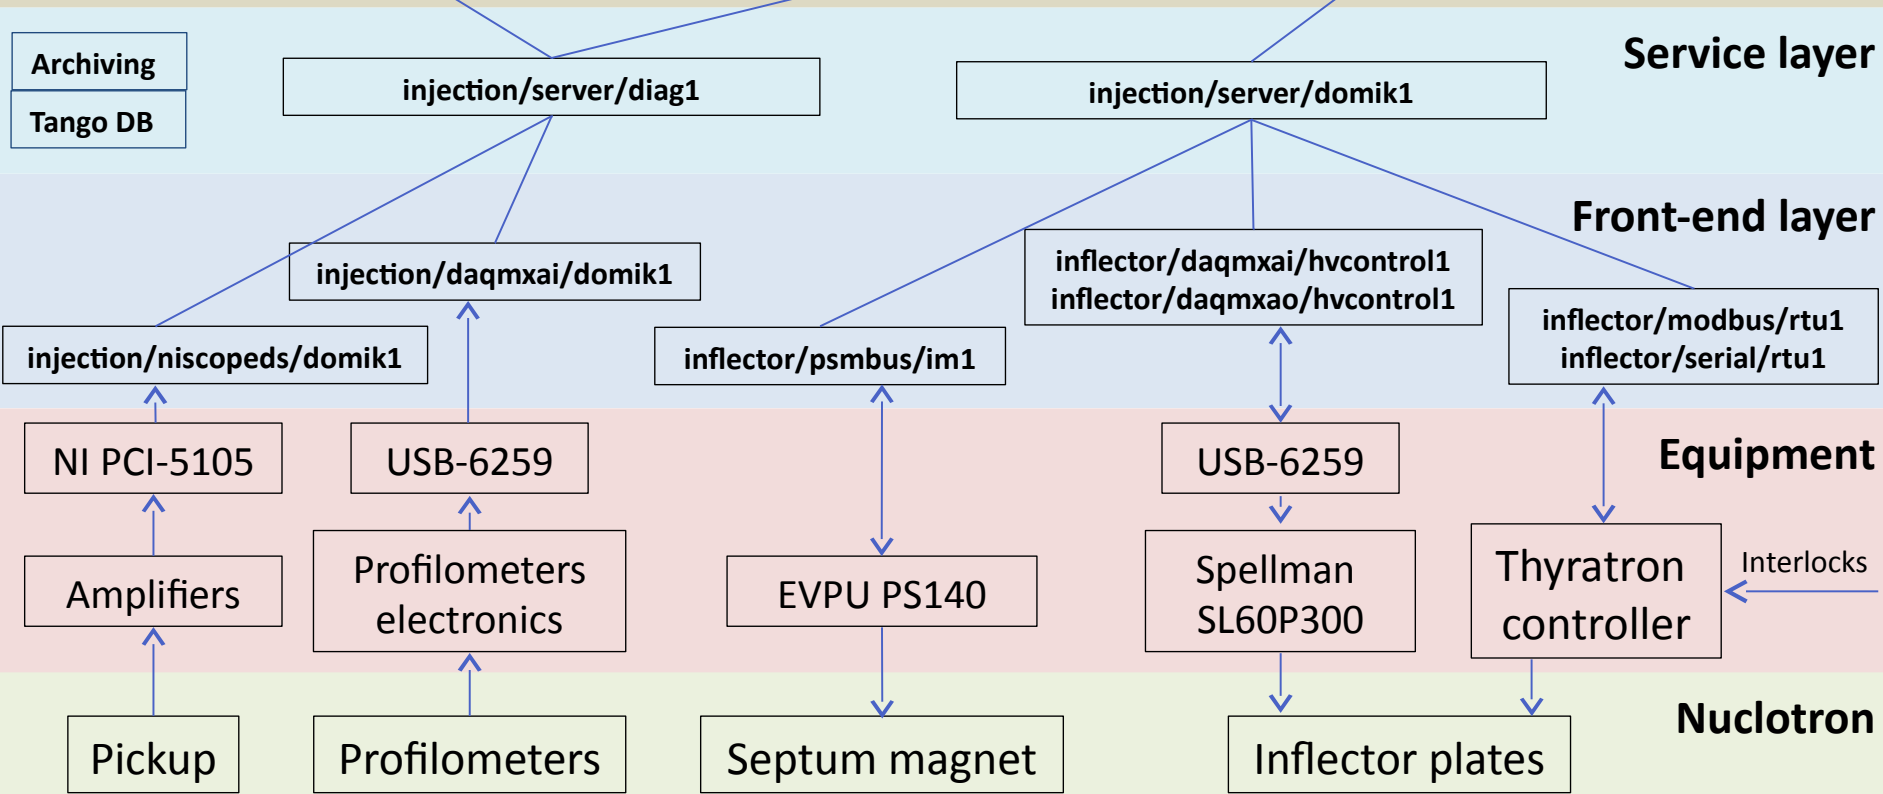 Service layer
Archiving
Tango DB
injection/server/diag1
injection/server/domik1
Front-end layer
injection/daqmxai/domik1
inflector/daqmxai/hvcontrol1
inflector/daqmxao/hvcontrol1
injection/niscopeds/domik1
inflector/psmbus/im1
inflector/modbus/rtu1
inflector/serial/rtu1
Equipment
NI PCI-5105
USB-6259
USB-6259
Amplifiers
Profilometers
electronics
EVPU PS140
Spellman
SL60P300
Thyratron
controller
Interlocks
Nuclotron
Pickup
Profilometers
Septum magnet
Inflector plates